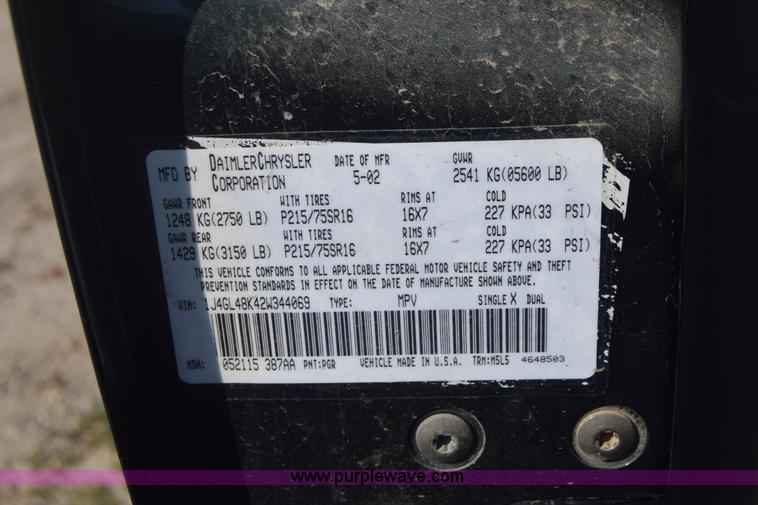 MFD BY DAIMLERCHRYSLER CORPORATION DATE OF MFR 5-02 GVWR 2541 KG(05600 LB)
GAWR FRONT WITH TIRES RIMS AT COLD
1248 KG(2750 LB) P215/75SR16 16X7 227 KPA(33 PSI)
GAWR REAR WITH TIRES RIMS AT COLD
1429 KG(3150 LB) P215/75SR16 16X7 227 KPA(33 PSI)
THIS VEHICLE CONFORMS TO ALL APPLICABLE FEDERAL MOTOR VEHICLE SAFETY AND THEFT
PREVENTION STANDARDS IN EFFECT ON THE DATE OF MANUFACTURE SHOWN ABOVE.
VIN: 1J4GL48K42W344069 TYPE: MPV SINGLE X DUAL
MDH: 052115 387AA PNT:PGR VEHICLE MADE IN U.S.A. TRM:MSL5 4648503
www.purplewave.com